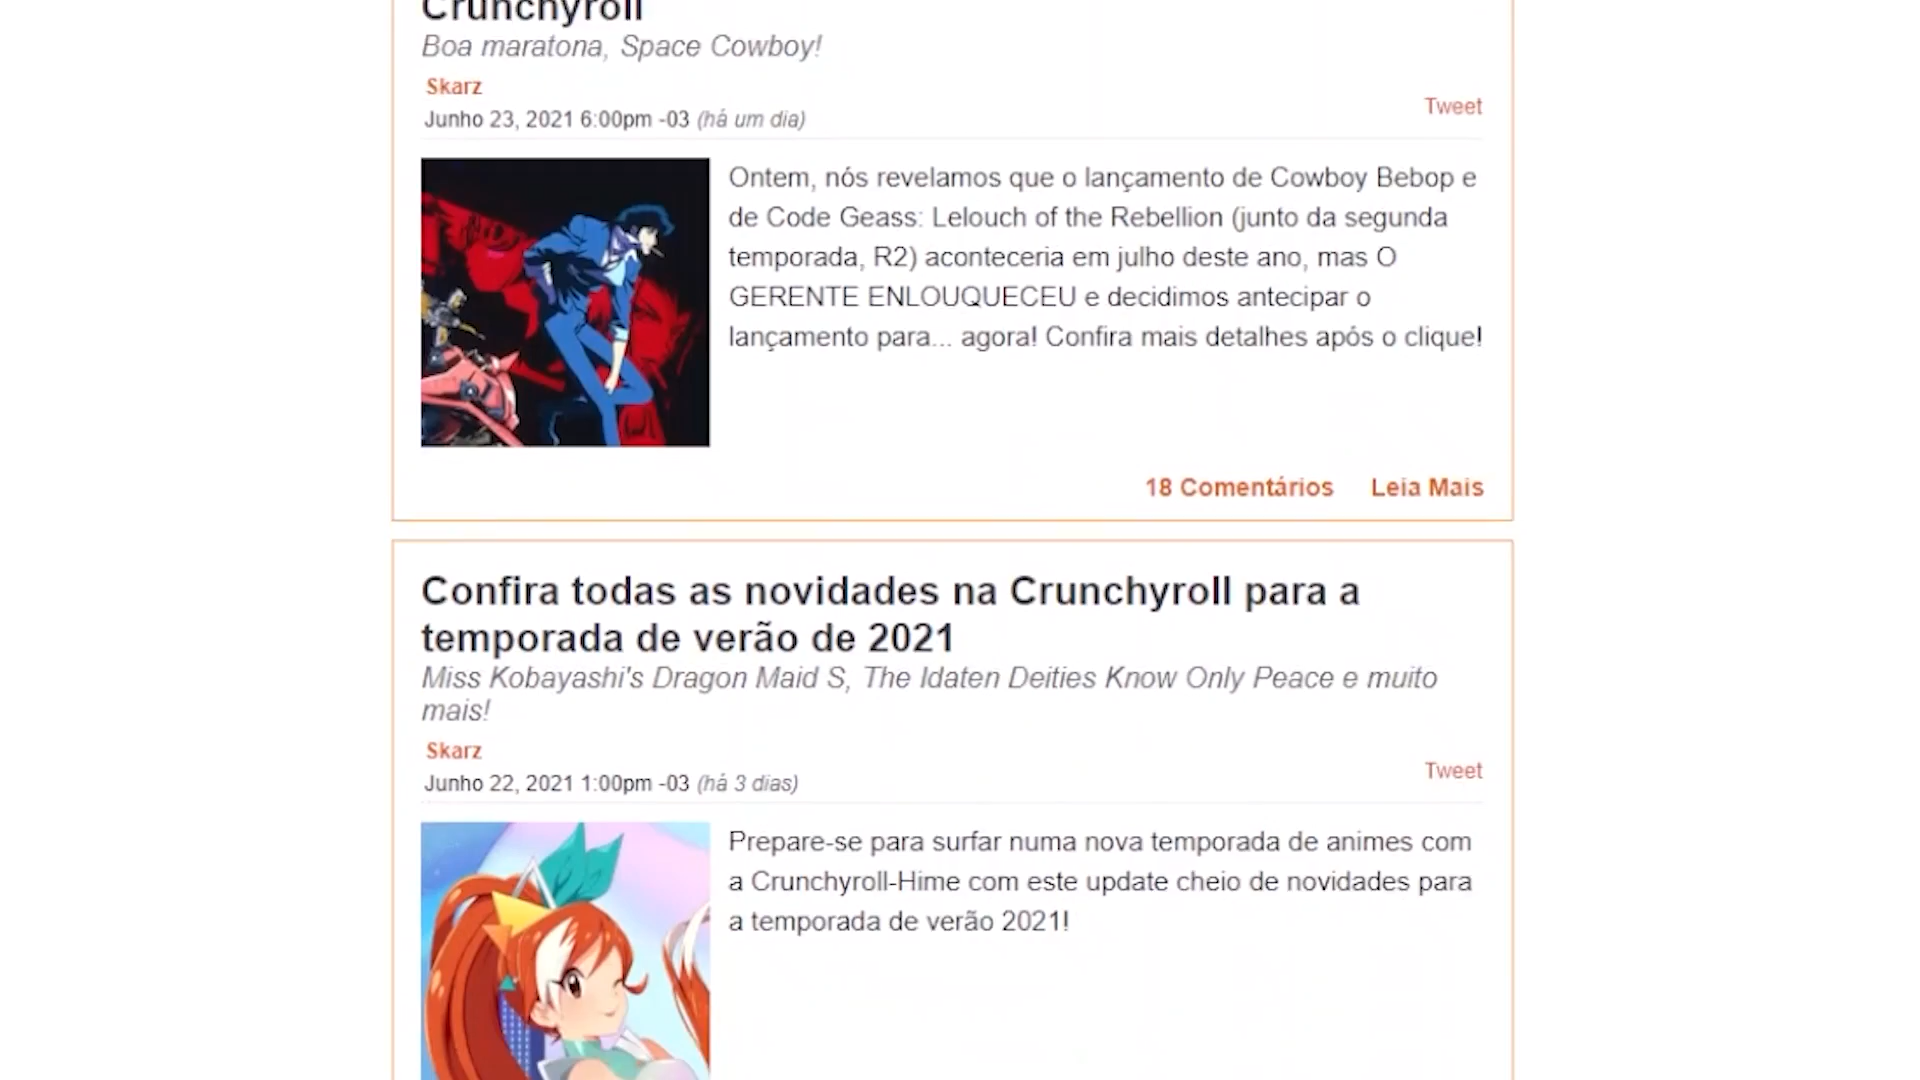 Crunchyroll
Boa maratona, Space Cowboy!
Skarz
Tweet
Junho 23, 2021 6:00pm -03 (há um dia)
Ontem, nós revelamos que o lançamento de Cowboy Bebop e
de Code Geass: Lelouch of the Rebellion (junto da segunda
temporada, R2) aconteceria em julho deste ano, mas O
GERENTE ENLOUQUECEU e decidimos antecipar o
lançamento para... agora! Confira mais detalhes após o clique!
18 Comentários Leia Mais
Confira todas as novidades na Crunchyroll para a
temporada de verão de 2021
Miss Kobayashi's Dragon Maid S, The Idaten Deities Know Only Peace e muito
mais!
Skarz
Tweet
Junho 22, 2021 1:00pm -03 (há 3 dias)
Prepare-se para surfar numa nova temporada de animes com
a Crunchyroll-Hime com este update cheio de novidades para
a temporada de verão 2021!